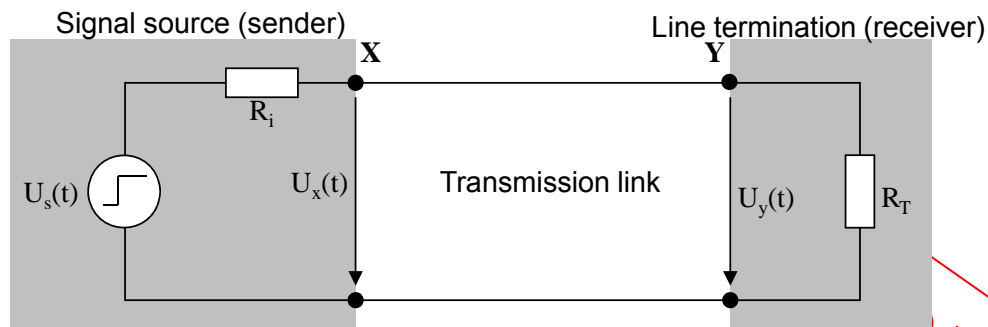 Signal source (sender)
Line termination (receiver)
X
Y
R_i
U_s(t)
U_x(t)
Transmission link
U_y(t)
R_T